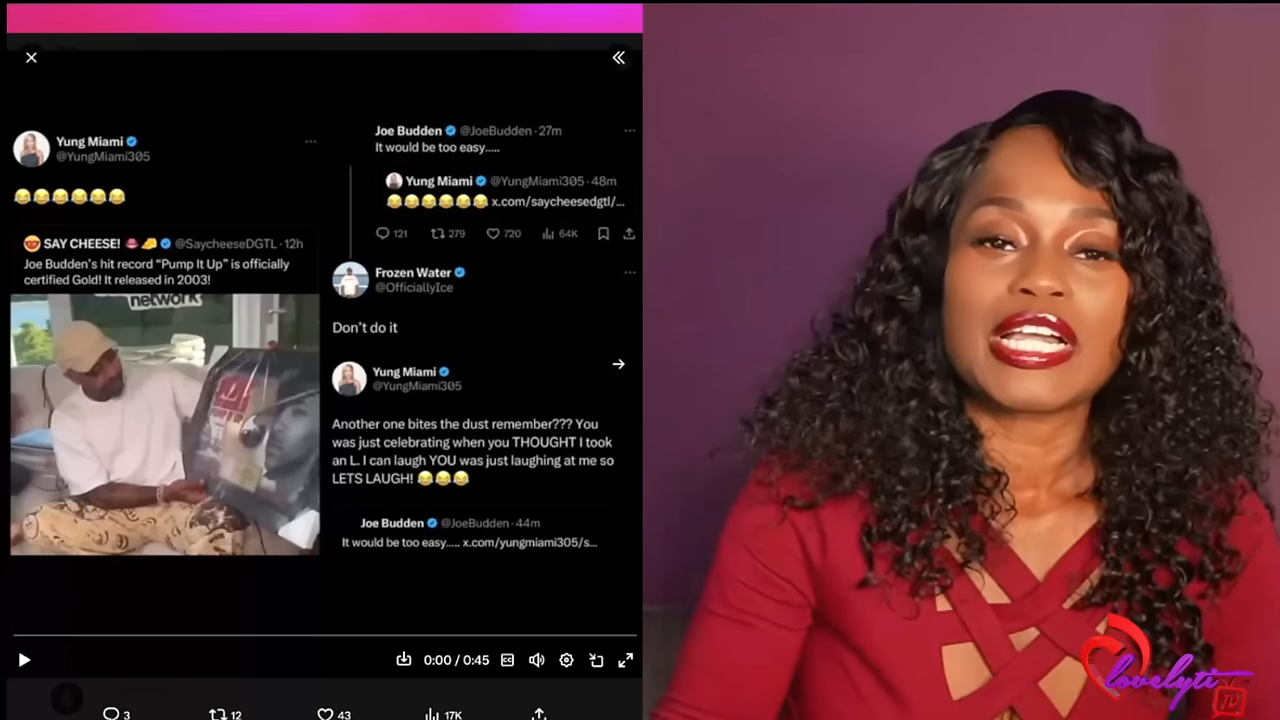 Yung Miami
@YungMiami305
😂😂😂😂😂😂
SAY CHEESE! @SaycheeseDGTL · 12h
Joe Budden's hit record “Pump It Up” is officially
certified Gold! It released in 2003!
network
Joe Budden @JoeBudden · 27m
It would be too easy.....
Yung Miami @YungMiami305 · 48m
😂😂😂😂😂😂 x.com/saycheesedgtl/...
121 279 720 64K
Frozen Water
@OfficiallyIce
Don't do it
Yung Miami
@YungMiami305
Another one bites the dust remember??? You
was just celebrating when you THOUGHT I took
an L. I can laugh YOU was just laughing at me so
LETS LAUGH! 😂😂😂
Joe Budden @JoeBudden · 44m
It would be too easy..... x.com/yungmiami305/s...
0:00 / 0:45
3 12 43 17K
lovelyti